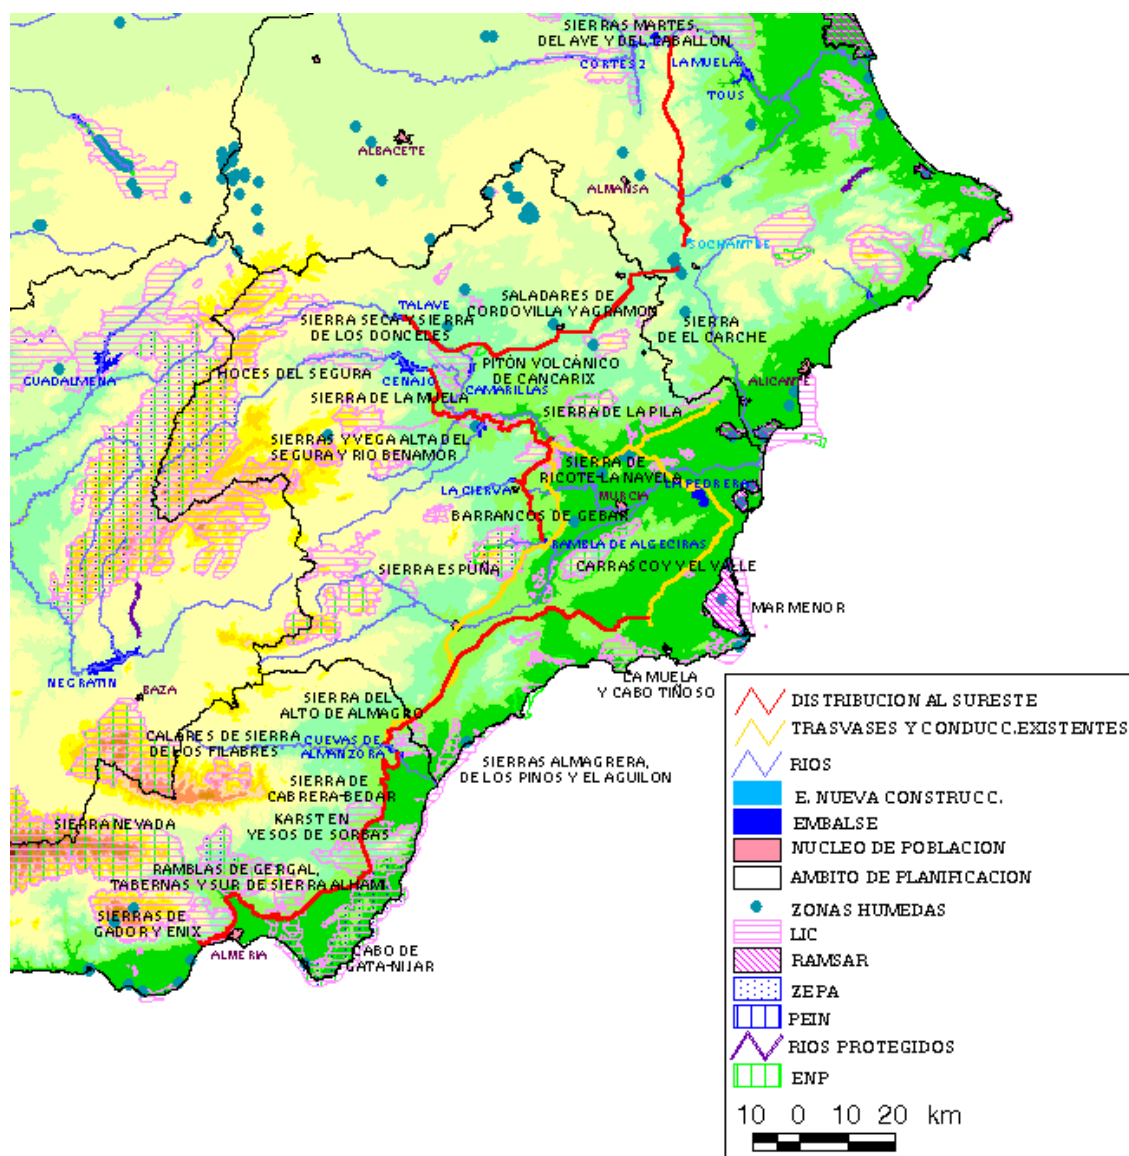 SIERRAS MARTES,
DEL AVE Y DEL CABALLON
CORTES 2
LA MUELA
TOUS
ALBACETE
ALMANSA
SOCHANTRE
TALAVE
SALADARES DE
CORDOVILLA Y AGRAMON
SIERRA SECA Y SIERRA
DE LOS DONCELES
SIERRA
DE EL CARCHE
GUADALMENA
HOCES DEL SEGURA
CENAJO
PITÓN VOLCÁNICO
DE CANCARIX
CAMARILLAS
ALICANTE
SIERRA DE LA MUELA
SIERRA DE LA PILA
SIERRAS Y VEGA ALTA DEL
SEGURA Y RIO BENAMOR
SIERRA DE
RICOTE-LA NAVELA
LA CIERVA
MURCIA
LA PEDRERA
BARRANCOS DE GEBAR
RAMBLA DE ALGECIRAS
SIERRA ESPUÑA
CARRASCOY Y EL VALLE
MAR MENOR
NEGRATIN
BAZA
LA MUELA
Y CABO TIÑOSO
SIERRA DEL
ALTO DE ALMAGRO
CALARES DE SIERRA
DE LOS FILABRES
CUEVAS DE
ALMANZORA
SIERRAS ALMAGRERA,
DE LOS PINOS Y EL AGUILON
SIERRA DE
CABRERA-BEDAR
KARST EN
YESOS DE SORBAS
SIERRA NEVADA
RAMBLAS DE GERGAL,
TABERNAS Y SUR DE SIERRA ALHAMI
SIERRAS DE
GADOR Y ENIX
ALMERIA
CABO DE
GATA-NIJAR
DISTRIBUCION AL SURESTE
TRASVASES Y CONDUCC.EXISTENTES
RIOS
E. NUEVA CONSTRUCC.
EMBALSE
NUCLEO DE POBLACION
AMBITO DE PLANIFICACION
ZONAS HUMEDAS
LIC
RAMSAR
ZEPA
PEIN
RIOS PROTEGIDOS
ENP
10 0 10 20 km